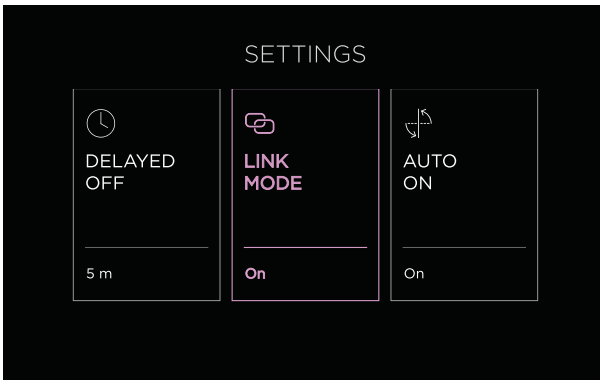 SETTINGS
DELAYED
OFF
5 m
LINK
MODE
On
AUTO
ON
On